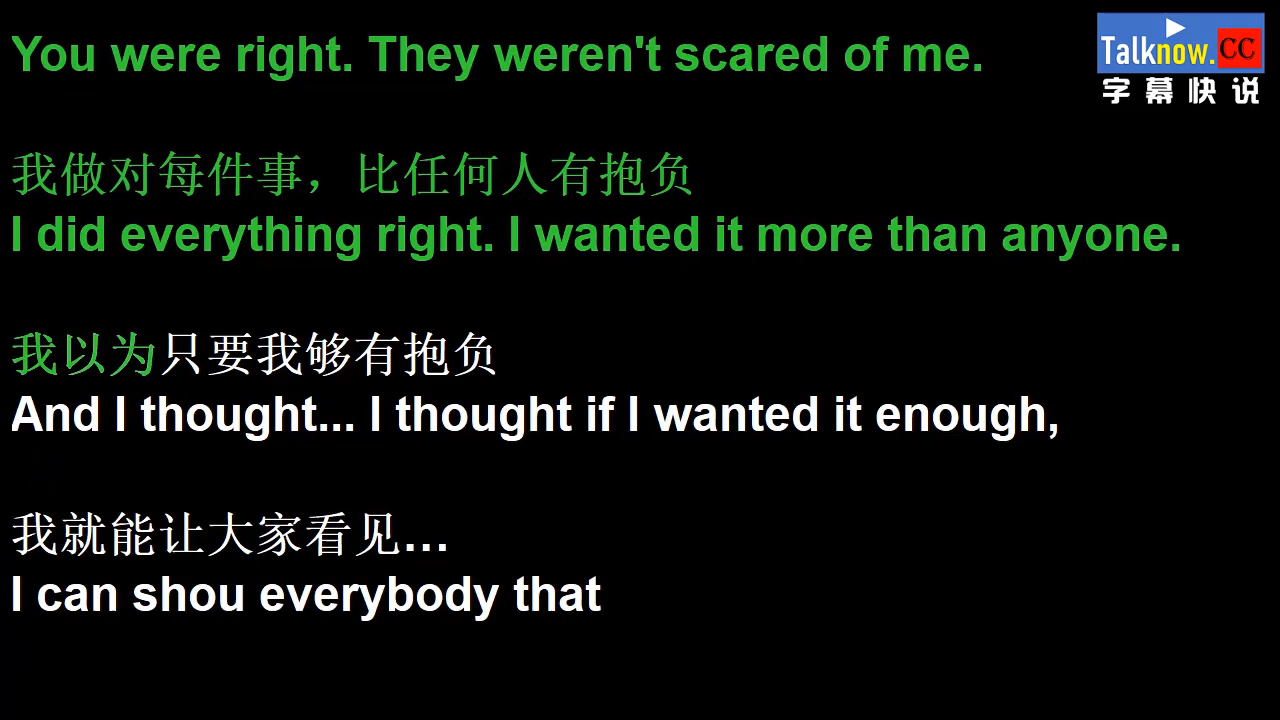 You were right. They weren't scared of me.
Talknow.CC
字幕快说
我做对每件事，比任何人有抱负
I did everything right. I wanted it more than anyone.
我以为只要我够有抱负
And I thought... I thought if I wanted it enough,
我就能让大家看见...
I can shou everybody that